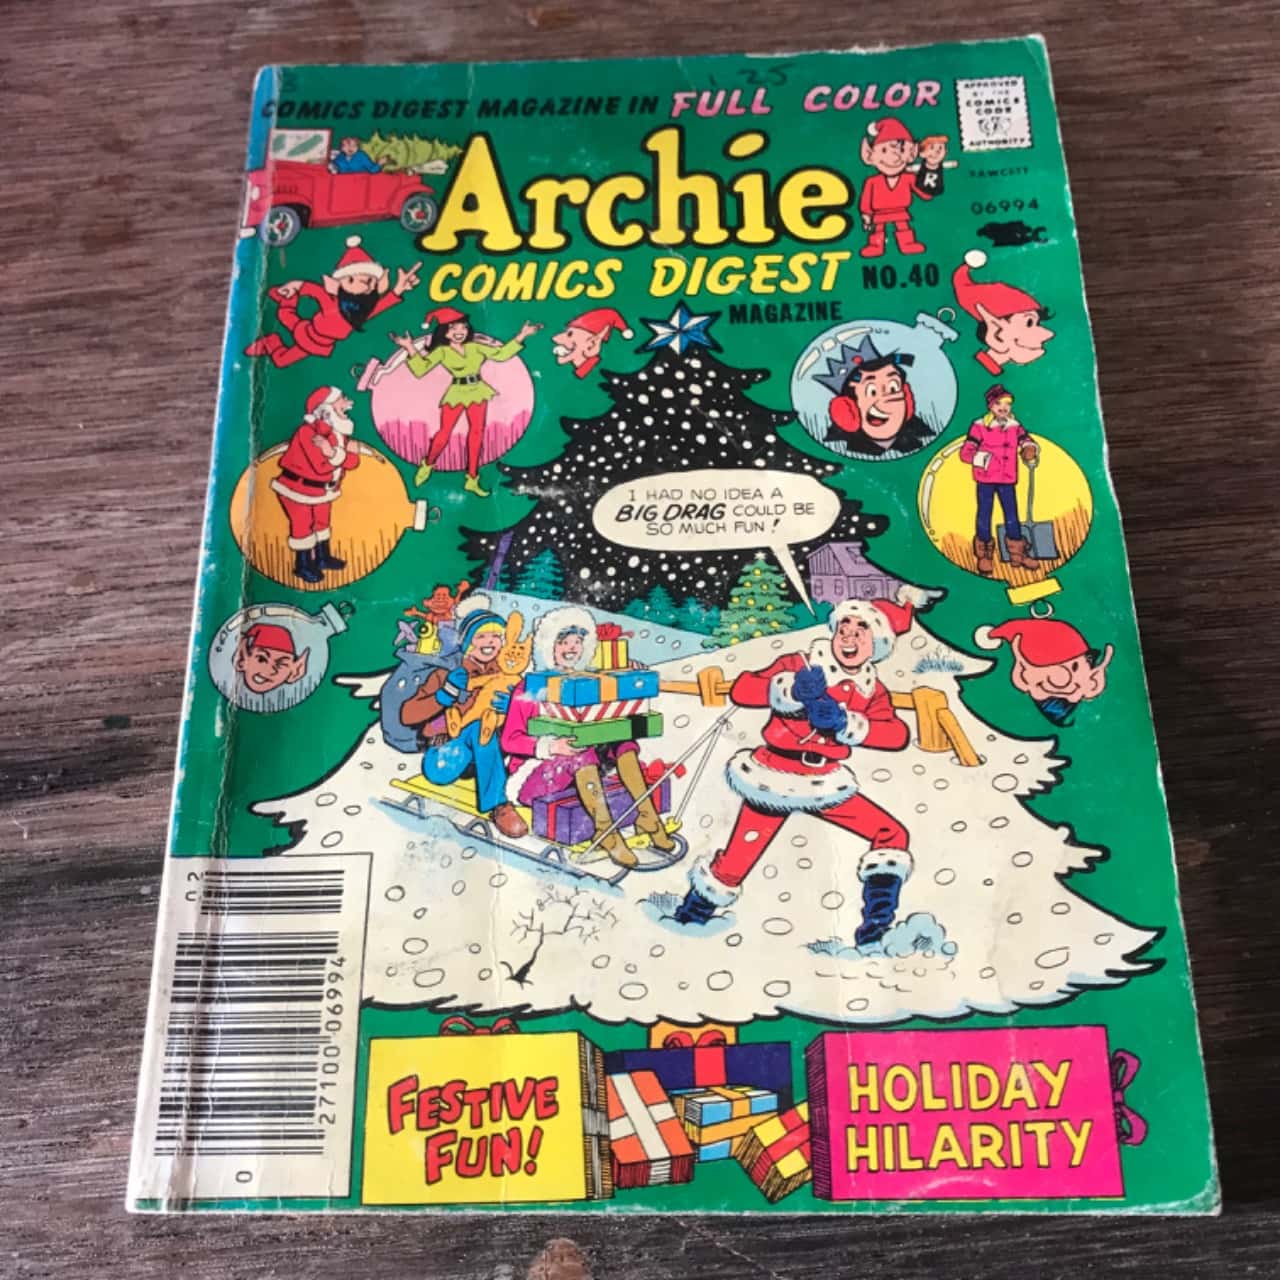 1 25
COMICS DIGEST MAGAZINE IN FULL COLOR
APPROVED
BY THE
COMICS
CODE
AUTHORITY
Archie
FAWCETT
06994
R
COMICS DIGEST NO.40
MAGAZINE
I HAD NO IDEA A
BIG DRAG COULD BE
SO MUCH FUN!
02
27100 06994
0
FESTIVE
FUN!
HOLIDAY
HILARITY